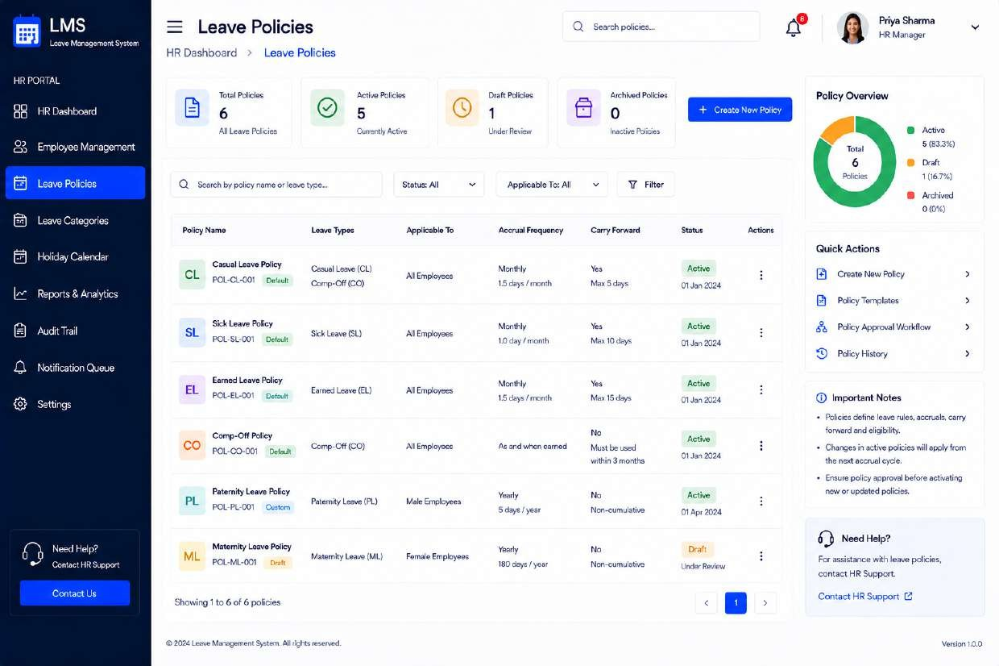 LMS
Leave Management System
HR PORTAL
HR Dashboard
Employee Management
Leave Policies
Leave Categories
Holiday Calendar
Reports & Analytics
Audit Trail
Notification Queue
Settings
Need Help?
Contact HR Support
Contact Us
Leave Policies
HR Dashboard > Leave Policies
Search policies...
8
Priya Sharma
HR Manager
Total Policies
6
All Leave Policies
Active Policies
5
Currently Active
Draft Policies
1
Under Review
Archived Policies
0
Inactive Policies
+ Create New Policy
Search by policy name or leave type...
Status: All
Applicable To: All
Filter
Policy Name Leave Types Applicable To Accrual Frequency Carry Forward Status Actions
CL
Casual Leave Policy
POL-CL-001 Default
Casual Leave (CL)
Comp-Off (CO)
All Employees
Monthly
1.5 days / month
Yes
Max 5 days
Active
01 Jan 2024
SL
Sick Leave Policy
POL-SL-001 Default
Sick Leave (SL)
All Employees
Monthly
1.0 day / month
Yes
Max 10 days
Active
01 Jan 2024
EL
Earned Leave Policy
POL-EL-001 Default
Earned Leave (EL)
All Employees
Monthly
1.5 days / month
Yes
Max 15 days
Active
01 Jan 2024
CO
Comp-Off Policy
POL-CO-001 Default
Comp-Off (CO)
All Employees
As and when earned
No
Must be used
within 3 months
Active
01 Jan 2024
PL
Paternity Leave Policy
POL-PL-001 Custom
Paternity Leave (PL)
Male Employees
Yearly
5 days / year
No
Non-cumulative
Active
01 Apr 2024
ML
Maternity Leave Policy
POL-ML-001 Draft
Maternity Leave (ML)
Female Employees
Yearly
180 days / year
No
Non-cumulative
Draft
Under Review
Showing 1 to 6 of 6 policies
< 1 >
Policy Overview
Total
6
Policies
Active
5 (83.3%)
Draft
1 (16.7%)
Archived
0 (0%)
Quick Actions
Create New Policy
Policy Templates
Policy Approval Workflow
Policy History
Important Notes
• Policies define leave rules, accruals, carry
forward and eligibility.
• Changes in active policies will apply from
the next accrual cycle.
• Ensure policy approval before activating
new or updated policies.
Need Help?
For assistance with leave policies,
contact HR Support.
Contact HR Support
© 2024 Leave Management System. All rights reserved.
Version 1.0.0